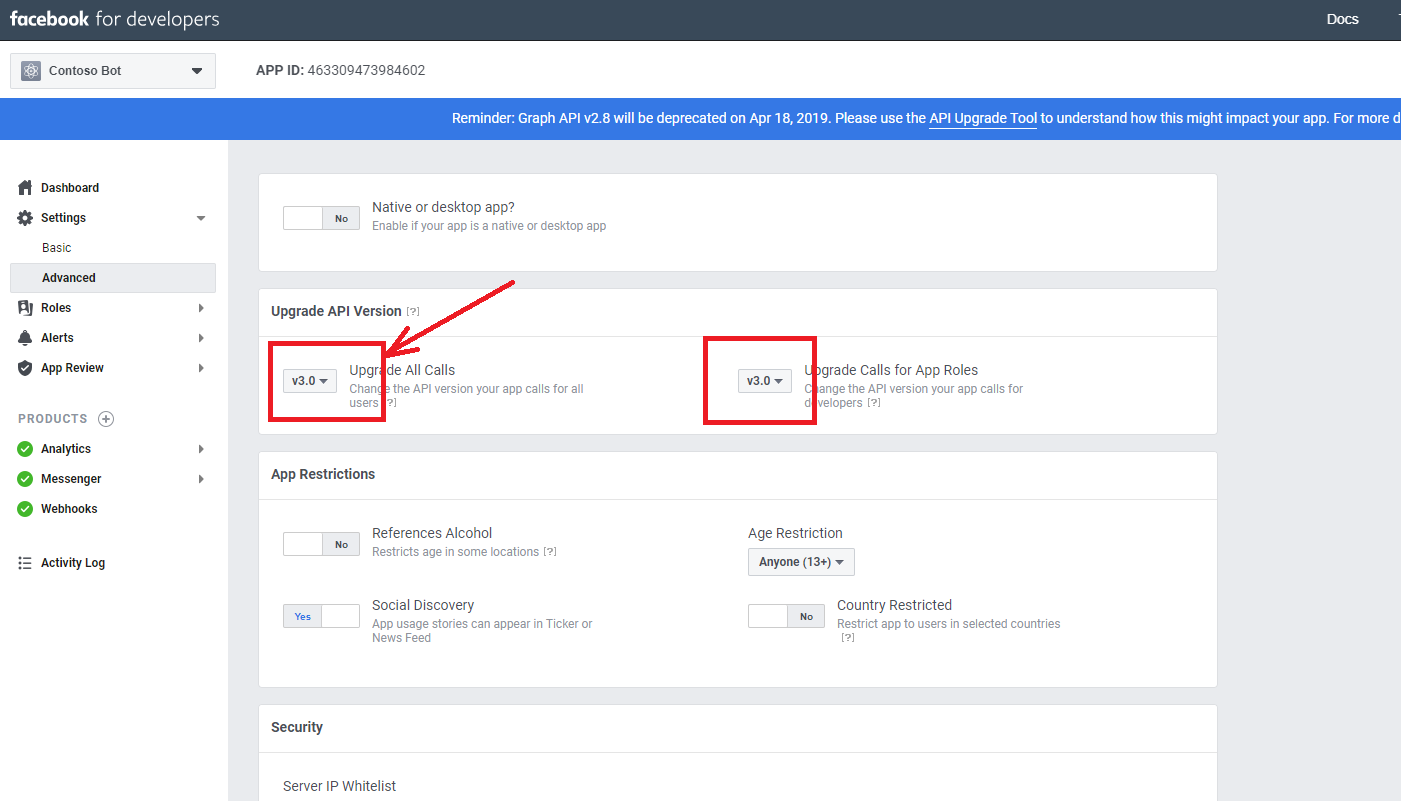 facebook for developers
Docs
Contoso Bot
APP ID: 463309473984602
Reminder: Graph API v2.8 will be deprecated on Apr 18, 2019. Please use the API Upgrade Tool to understand how this might impact your app. For more d
Dashboard
Settings
Basic
Advanced
Roles
Alerts
App Review
PRODUCTS
Analytics
Messenger
Webhooks
Activity Log
No
Native or desktop app?
Enable if your app is a native or desktop app
Upgrade API Version [?]
v3.0
Upgrade All Calls
Change the API version your app calls for all
users [?]
v3.0
Upgrade Calls for App Roles
Change the API version your app calls for
developers [?]
App Restrictions
No
References Alcohol
Restricts age in some locations [?]
Age Restriction
Anyone (13+)
Yes
Social Discovery
App usage stories can appear in Ticker or
News Feed
No
Country Restricted
Restrict app to users in selected countries
[?]
Security
Server IP Whitelist